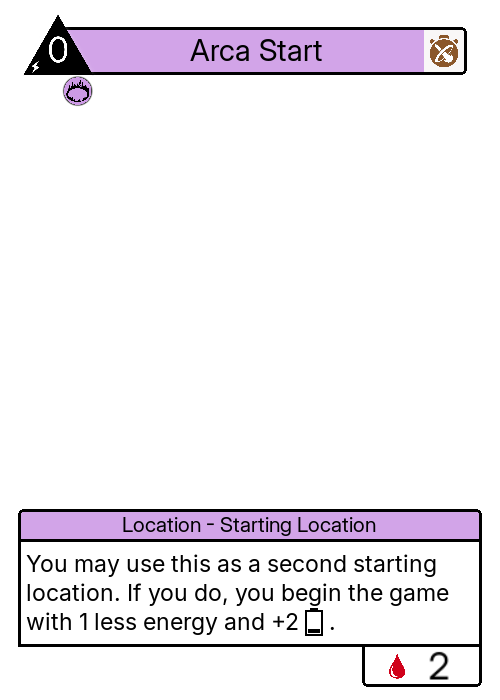 0
Arca Start
Location - Starting Location
You may use this as a second starting
location. If you do, you begin the game
with 1 less energy and +2 .
2